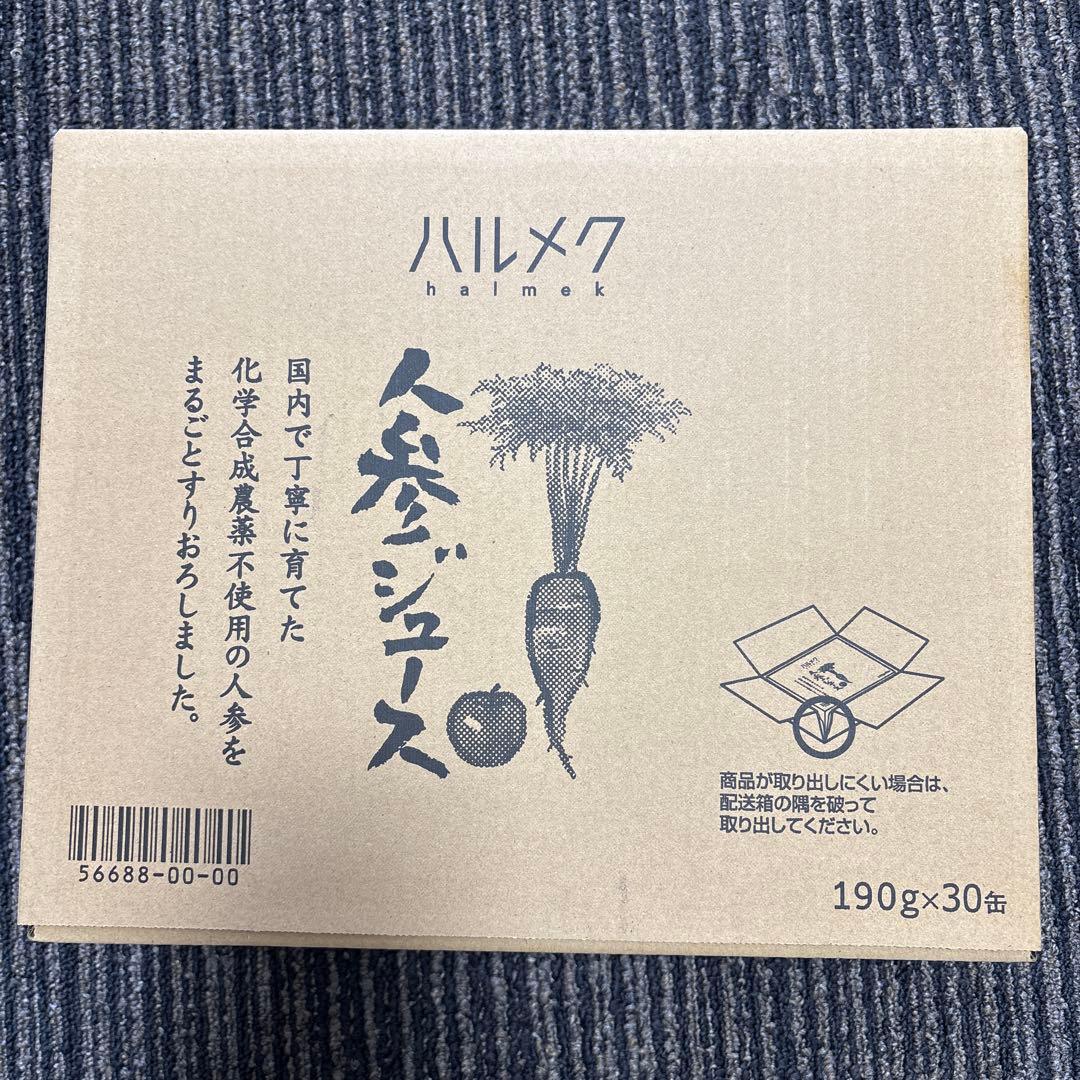 ハルメク
halmek
人参ジュース
国内で丁寧に育てた
化学合成農薬不使用の人参を
まるごとすりおろしました。
商品が取り出しにくい場合は、
配送箱の隅を破って
取り出してください。
56688-00-00
190g×30缶